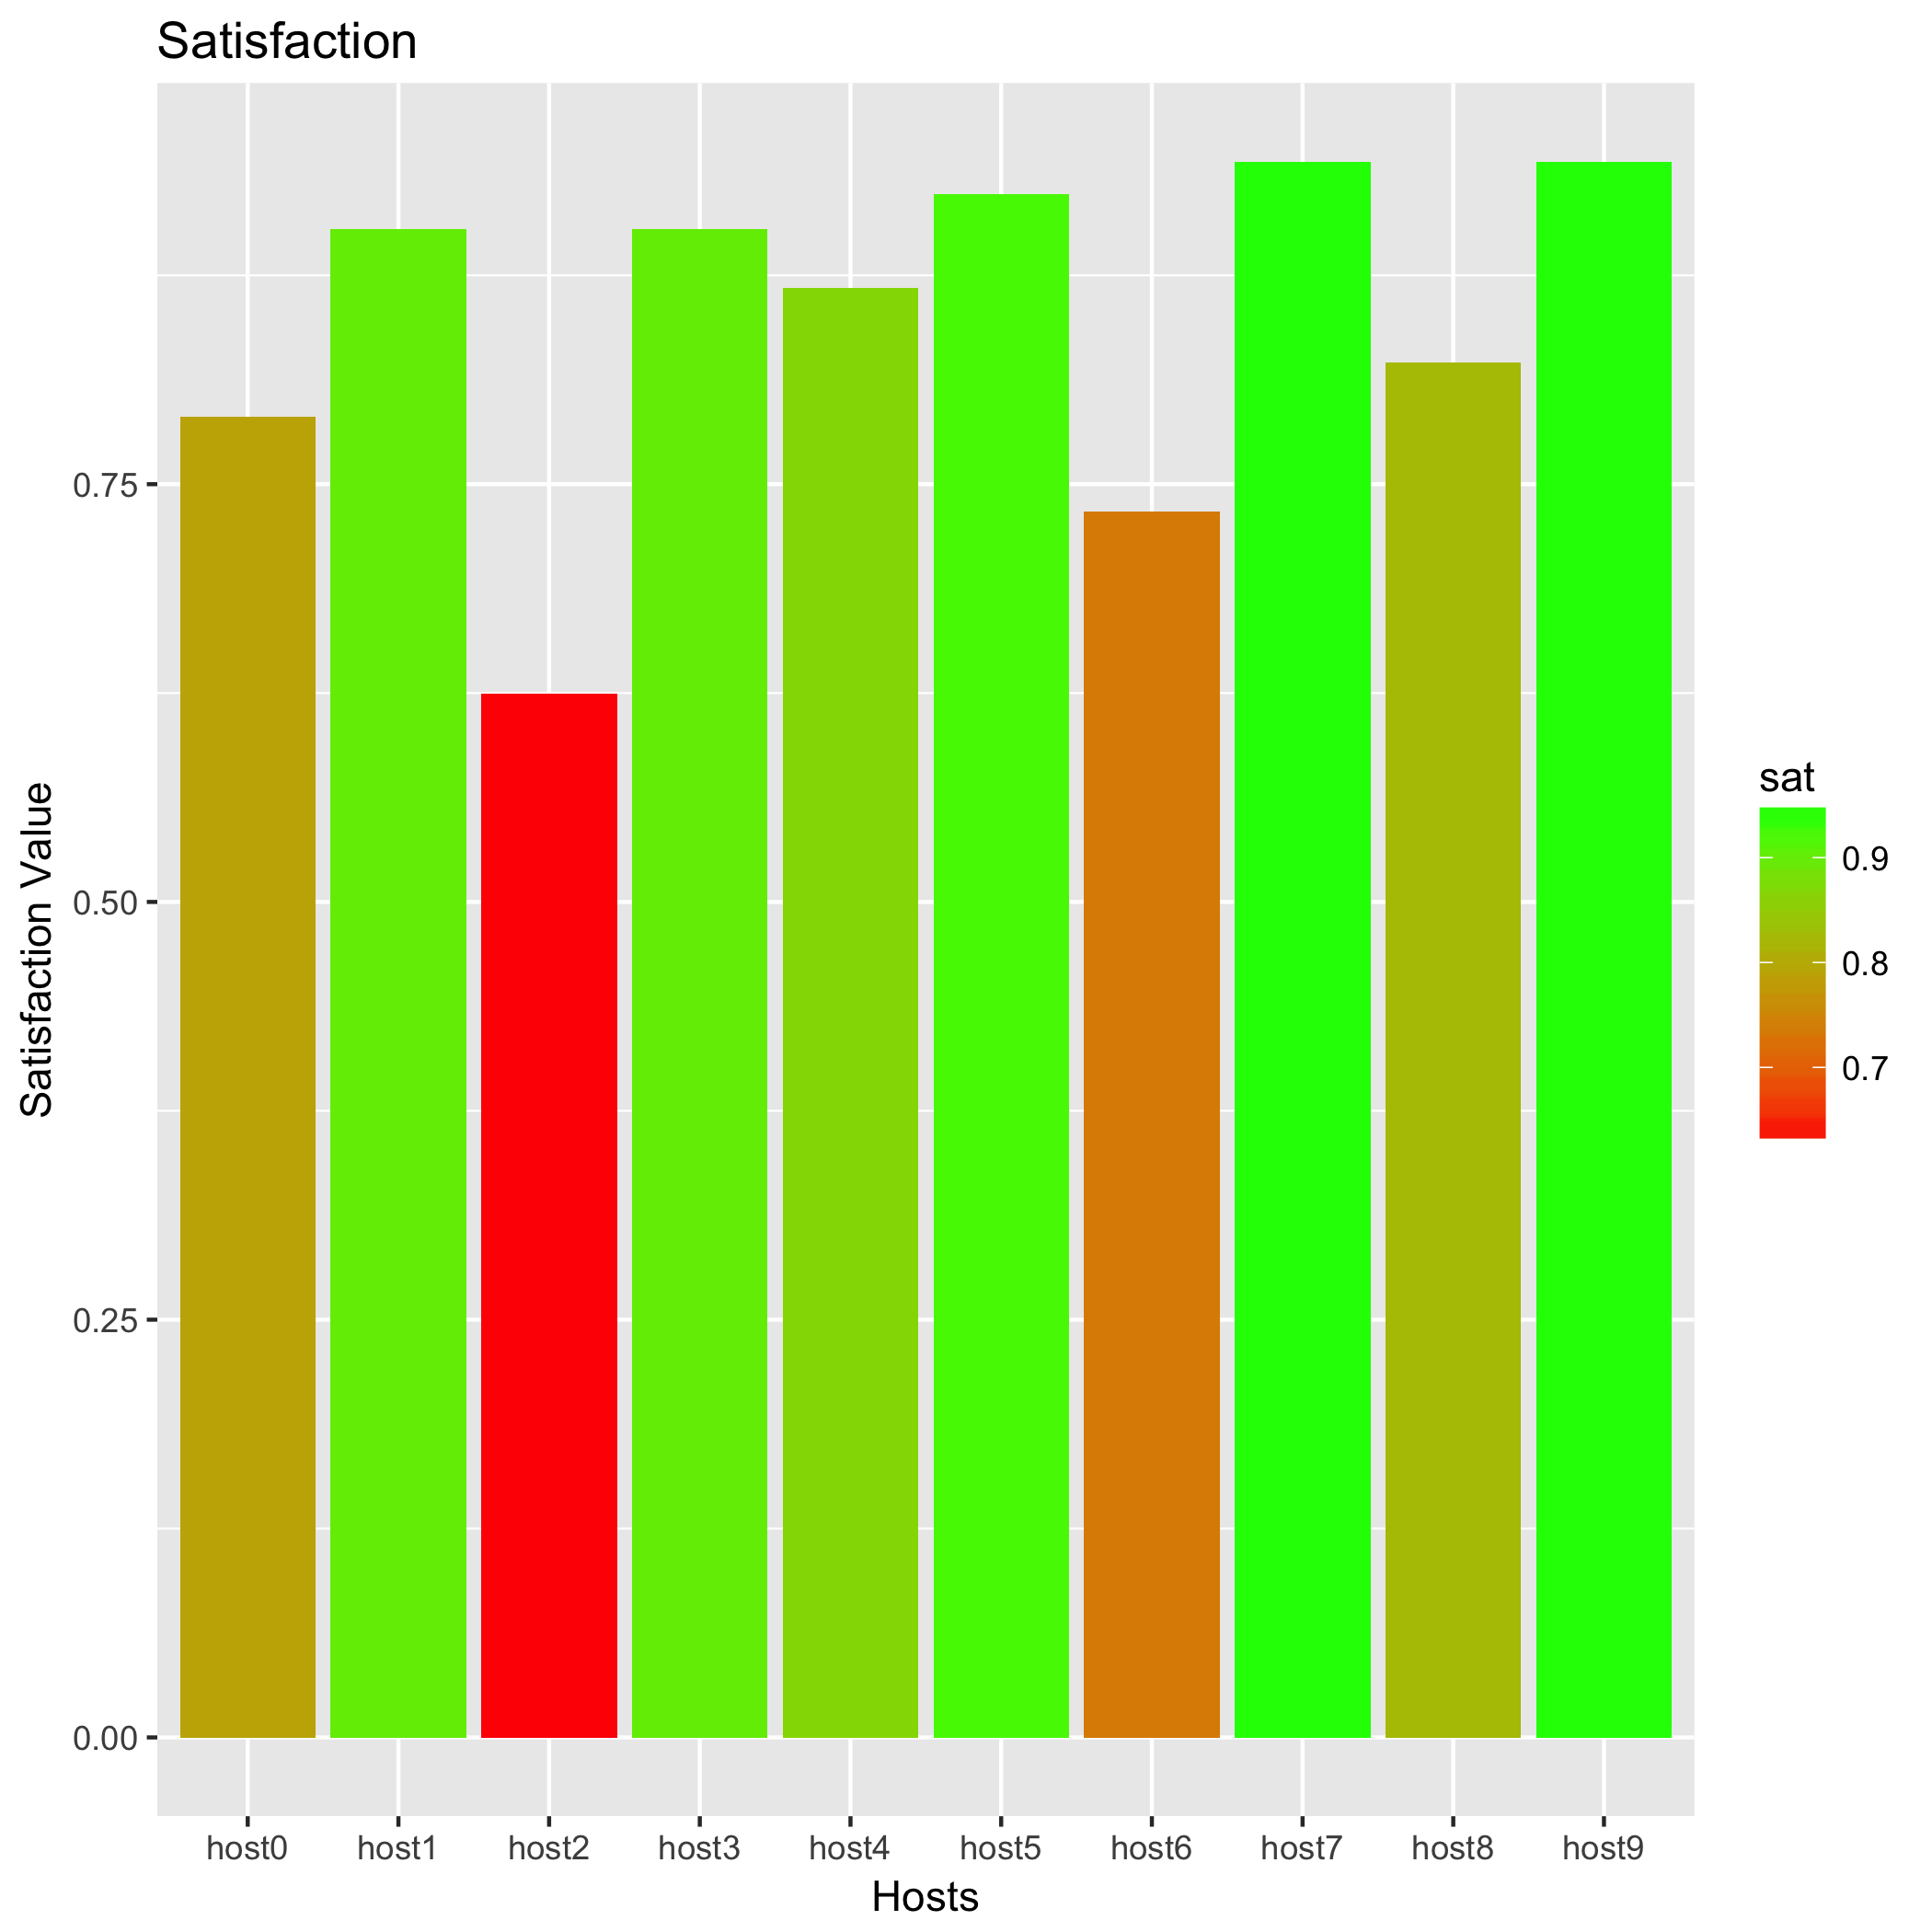 Satisfaction
Satisfaction Value
0.75
0.50
0.25
0.00
host0 host1 host2 host3 host4 host5 host6 host7 host8 host9
Hosts
sat
0.9
0.8
0.7